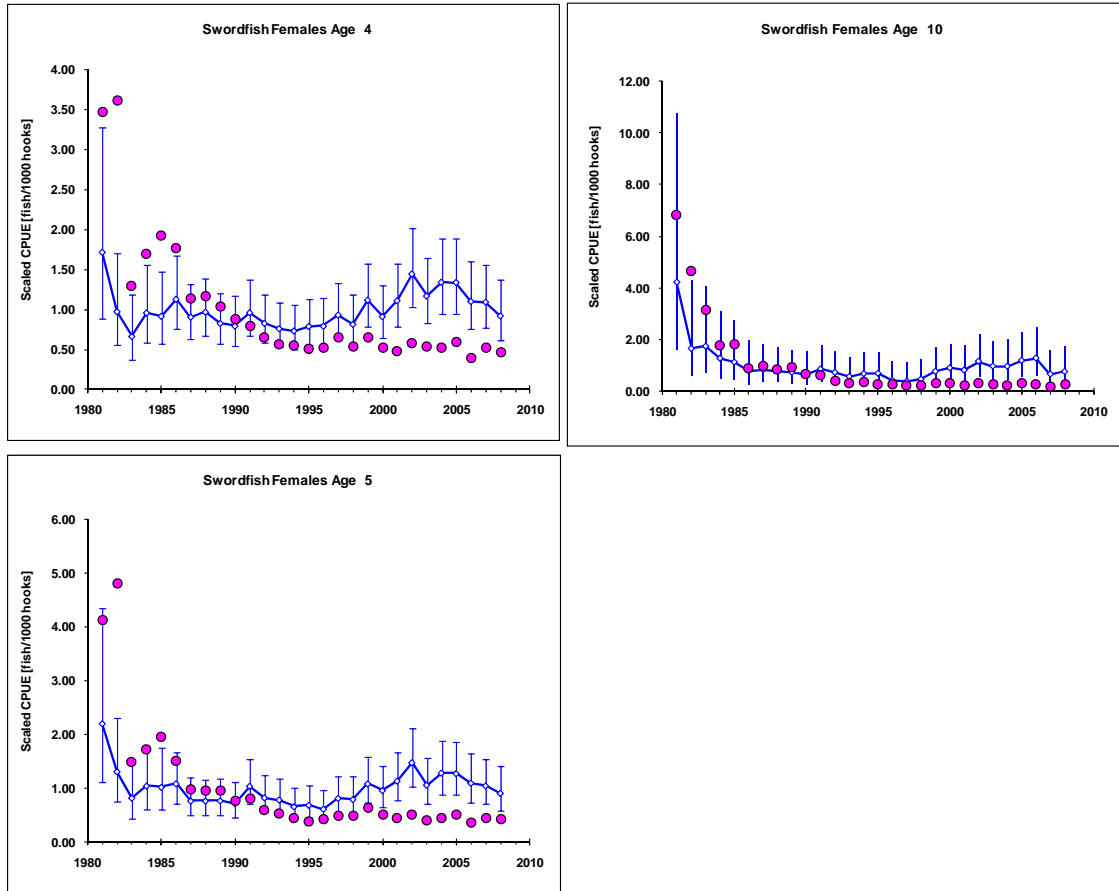 Swordfish Females Age 4
Scaled CPUE [fish/1000 hooks]
4.00
3.50
3.00
2.50
2.00
1.50
1.00
0.50
0.00
1980 1985 1990 1995 2000 2005 2010
Swordfish Females Age 10
Scaled CPUE [fish/1000 hooks]
12.00
10.00
8.00
6.00
4.00
2.00
0.00
1980 1985 1990 1995 2000 2005 2010
Swordfish Females Age 5
Scaled CPUE [fish/1000 hooks]
6.00
5.00
4.00
3.00
2.00
1.00
0.00
1980 1985 1990 1995 2000 2005 2010